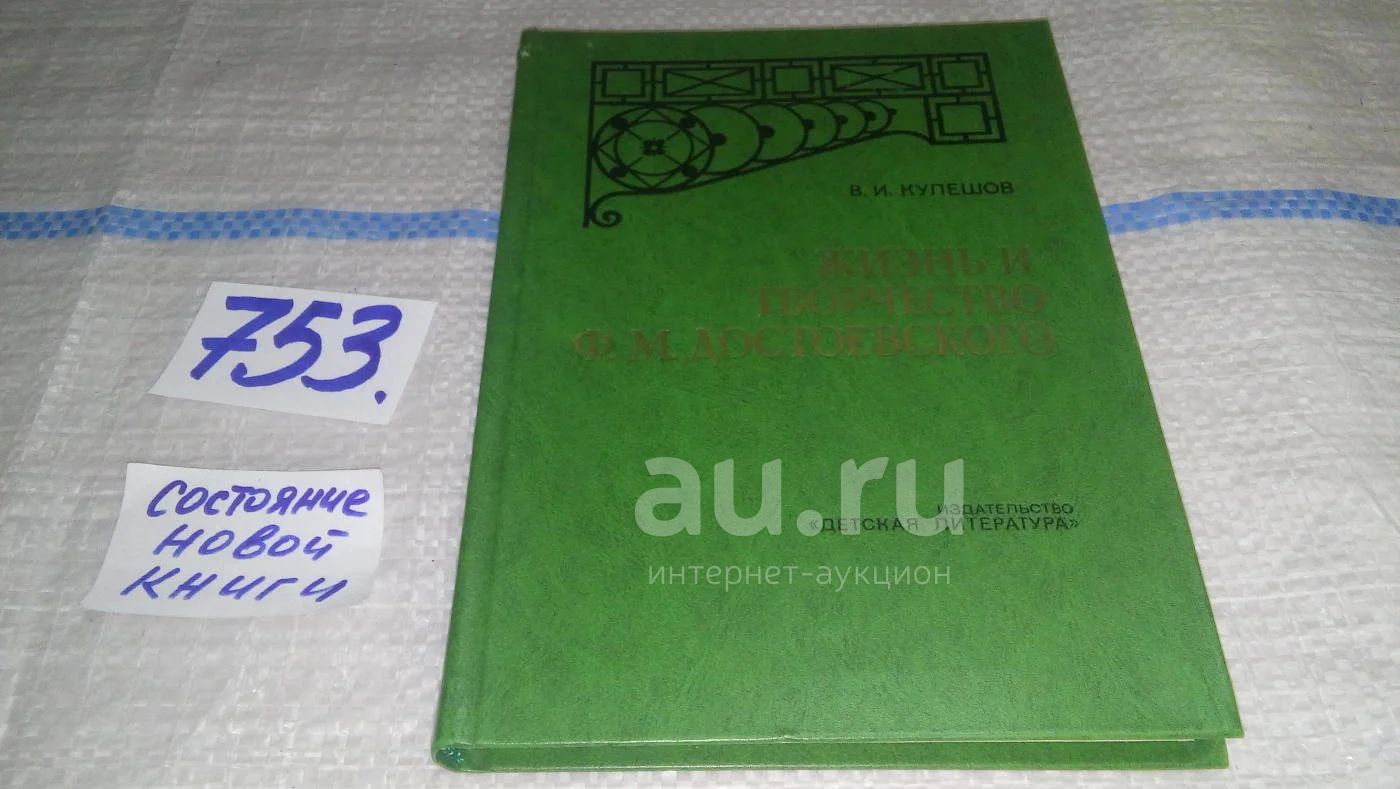 В. И. КУЛЕШОВ
ЖИЗНЬ И
ТВОРЧЕСТВО
Ф. М. ДОСТОЕВСКОГО
753.
состояние
новой
книги
au.ru
интернет-аукцион
ИЗДАТЕЛЬСТВО
«ДЕТСКАЯ ЛИТЕРАТУРА»